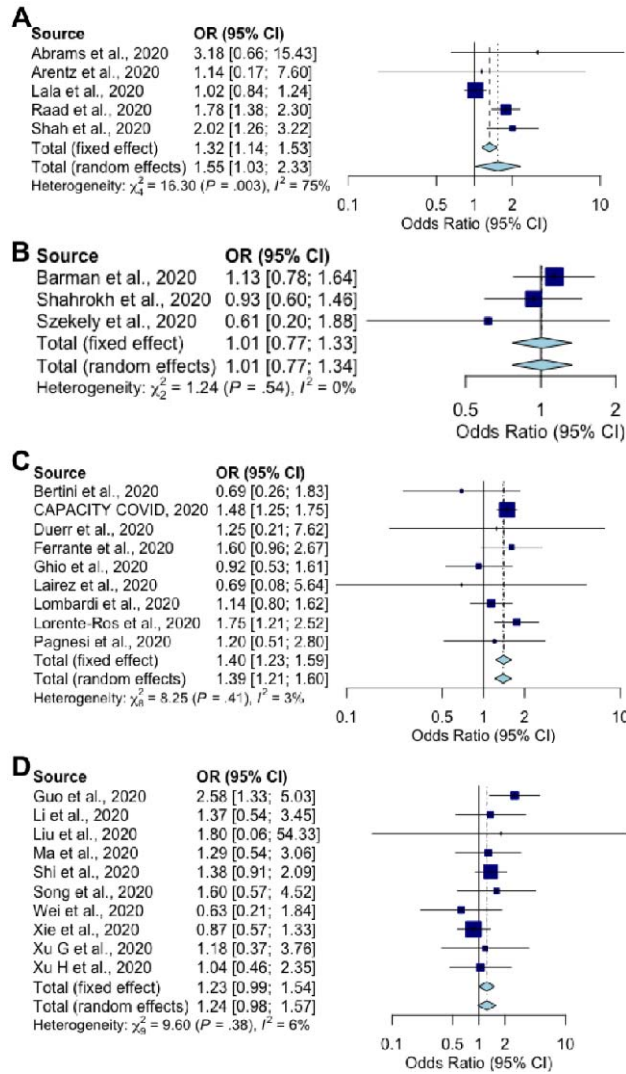 A
Source OR (95% CI)
Abrams et al., 2020 3.18 [0.66; 15.43]
Arentz et al., 2020 1.14 [0.17; 7.60]
Lala et al., 2020 1.02 [0.84; 1.24]
Raad et al., 2020 1.78 [1.38; 2.30]
Shah et al., 2020 2.02 [1.26; 3.22]
Total (fixed effect) 1.32 [1.14; 1.53]
Total (random effects) 1.55 [1.03; 2.33]
Heterogeneity: χ²₄ = 16.30 (P = .003), I² = 75%
0.1 1 2 10
Odds Ratio (95% CI)
B
Source OR (95% CI)
Barman et al., 2020 1.13 [0.78; 1.64]
Shahrokh et al., 2020 0.93 [0.60; 1.46]
Szekely et al., 2020 0.61 [0.20; 1.88]
Total (fixed effect) 1.01 [0.77; 1.33]
Total (random effects) 1.01 [0.77; 1.34]
Heterogeneity: χ²₂ = 1.24 (P = .54), I² = 0%
0.5 1 2
Odds Ratio (95% CI)
C
Source OR (95% CI)
Bertini et al., 2020 0.69 [0.26; 1.83]
CAPACITY COVID, 2020 1.48 [1.25; 1.75]
Duerr et al., 2020 1.25 [0.21; 7.62]
Ferrante et al., 2020 1.60 [0.96; 2.67]
Ghio et al., 2020 0.92 [0.53; 1.61]
Lairez et al., 2020 0.69 [0.08; 5.64]
Lombardi et al., 2020 1.14 [0.80; 1.62]
Lorente-Ros et al., 2020 1.75 [1.21; 2.52]
Pagnesi et al., 2020 1.20 [0.51; 2.80]
Total (fixed effect) 1.40 [1.23; 1.59]
Total (random effects) 1.39 [1.21; 1.60]
Heterogeneity: χ²₈ = 8.25 (P = .41), I² = 3%
0.1 1 2 10
Odds Ratio (95% CI)
D
Source OR (95% CI)
Guo et al., 2020 2.58 [1.33; 5.03]
Li et al., 2020 1.37 [0.54; 3.45]
Liu et al., 2020 1.80 [0.06; 54.33]
Ma et al., 2020 1.29 [0.54; 3.06]
Shi et al., 2020 1.38 [0.91; 2.09]
Song et al., 2020 1.60 [0.57; 4.52]
Wei et al., 2020 0.63 [0.21; 1.84]
Xie et al., 2020 0.87 [0.57; 1.33]
Xu G et al., 2020 1.18 [0.37; 3.76]
Xu H et al., 2020 1.04 [0.46; 2.35]
Total (fixed effect) 1.23 [0.99; 1.54]
Total (random effects) 1.24 [0.98; 1.57]
Heterogeneity: χ²₉ = 9.60 (P = .38), I² = 6%
0.1 1 2 10
Odds Ratio (95% CI)